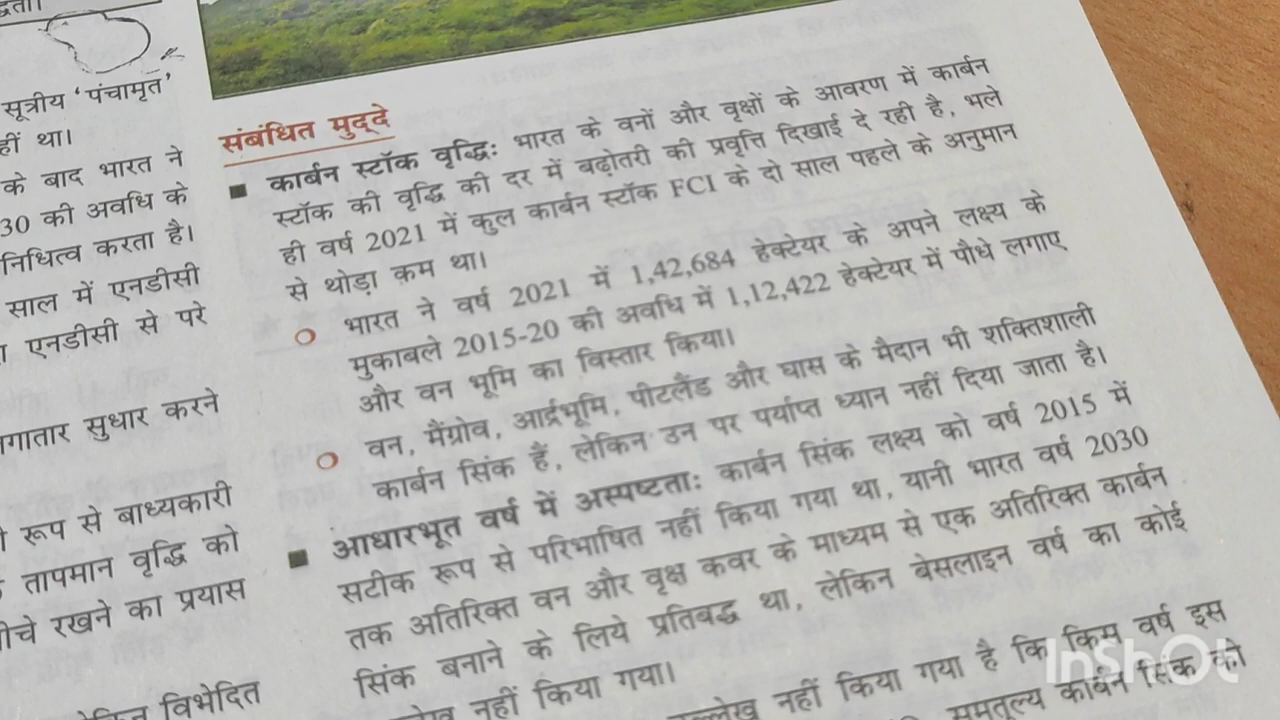 सूत्रीय 'पंचामृत'
हीं था।
के बाद भारत ने
30 की अवधि के
निधित्व करता है।
साल में एनडीसी
एनडीसी से परे
गातार सुधार करने
रूप से बाध्यकारी
तापमान वृद्धि को
चे रखने का प्रयास
विभेदित
संबंधित मुद्दे
■ कार्बन स्टॉक वृद्धि: भारत के वनों और वृक्षों के आवरण में कार्बन
स्टॉक की वृद्धि की दर में बढ़ोतरी की प्रवृत्ति दिखाई दे रही है, भले
ही वर्ष 2021 में कुल कार्बन स्टॉक FCI के दो साल पहले के अनुमान
से थोड़ा कम था।
○ भारत ने वर्ष 2021 में 1,42,684 हेक्टेयर के अपने लक्ष्य के
मुकाबले 2015-20 की अवधि में 1,12,422 हेक्टेयर में पौधे लगाए
और वन भूमि का विस्तार किया।
○ वन, मैंग्रोव, आर्द्रभूमि, पीटलैंड और घास के मैदान भी शक्तिशाली
कार्बन सिंक हैं, लेकिन उन पर पर्याप्त ध्यान नहीं दिया जाता है।
■ आधारभूत वर्ष में अस्पष्टता: कार्बन सिंक लक्ष्य को वर्ष 2015 में
सटीक रूप से परिभाषित नहीं किया गया था, यानी भारत वर्ष 2030
तक अतिरिक्त वन और वृक्ष कवर के माध्यम से एक अतिरिक्त कार्बन
सिंक बनाने के लिये प्रतिबद्ध था, लेकिन बेसलाइन वर्ष का कोई
नहीं किया गया।
उल्लेख नहीं किया गया है कि किस वर्ष इस
समतुल्य कार्बन सिंक को
InShOt